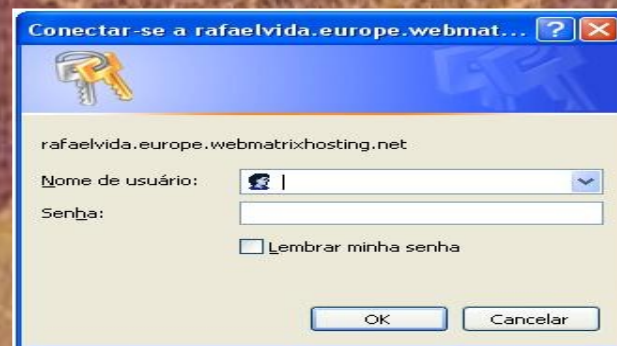 Conectar-se a rafaelvida.europe.webmat...
rafaelvida.europe.webmatrixhosting.net
Nome de usuário:
Senha:
Lembrar minha senha
OK Cancelar